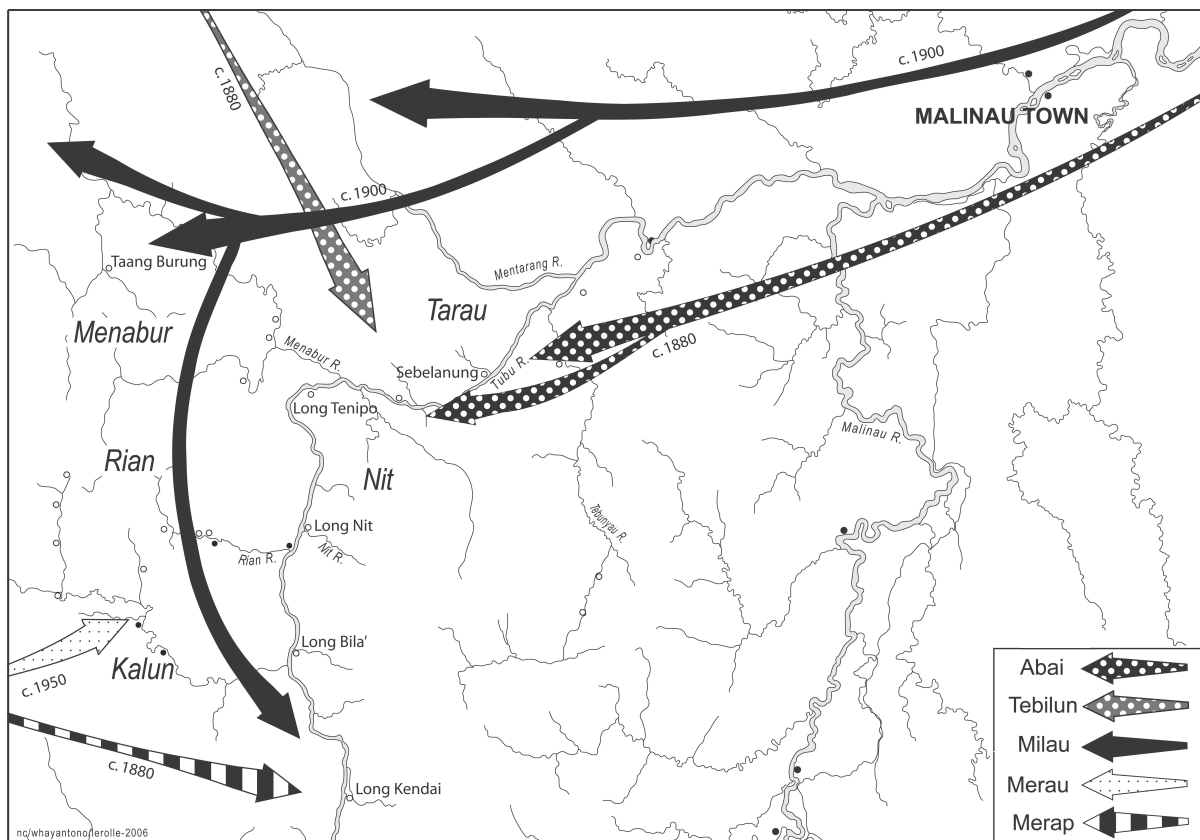 c. 1880
c. 1900
MALINAU TOWN
c. 1900
Taang Burung
Mentarang R.
Tarau
Menabur
Menabur R.
Sebelanung
Tubu R.
c. 1880
Long Tenipo
Malinau R.
Rian
Nit
Tebunyau R.
Long Nit
Rian R.
Nit R.
Long Bila’
Kalun
c. 1950
c. 1880
Long Kendai
Abai
Tebilun
Milau
Merau
Merap
nc/whayantono/lerolle-2006